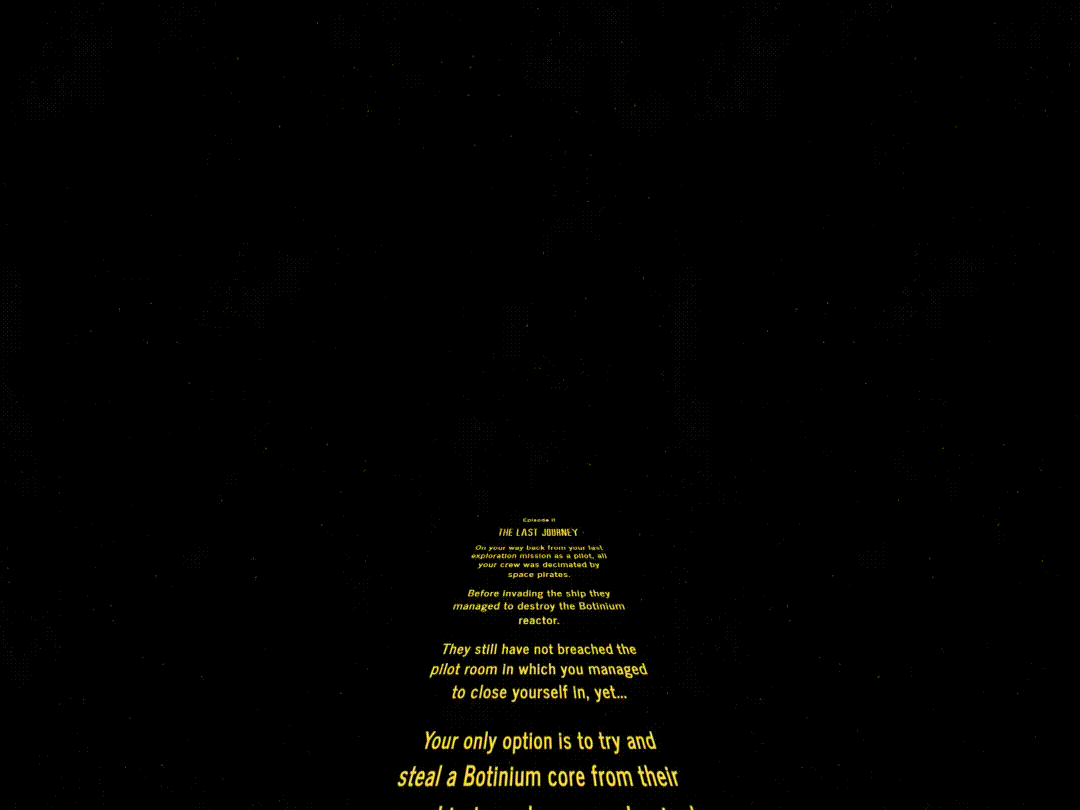 Episode II
THE LAST JOURNEY
On your way back from your last
exploration mission as a pilot, all
your crew was decimated by
space pirates.
Before invading the ship they
managed to destroy the Botinium
reactor.
They still have not breached the
pilot room in which you managed
to close yourself in, yet...
Your only option is to try and
steal a Botinium core from their